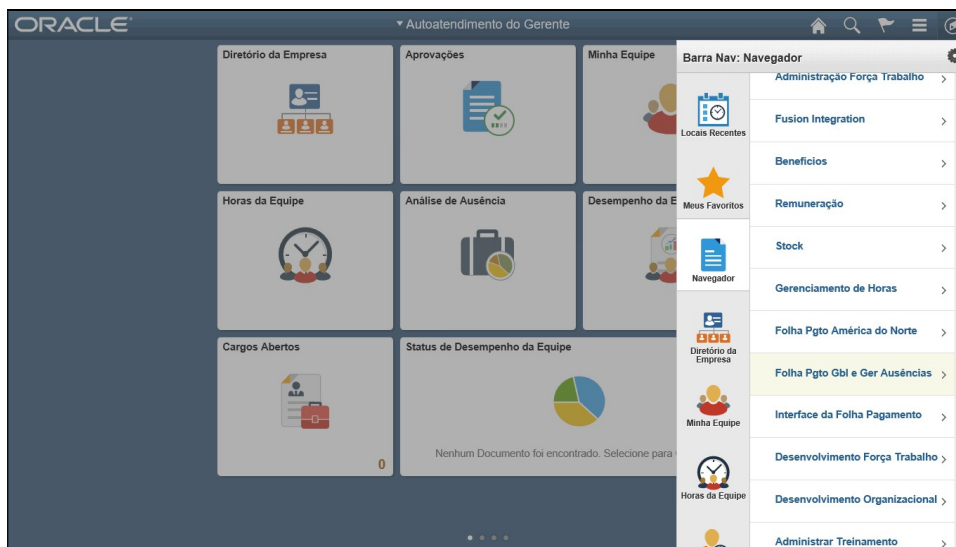 ORACLE
Autoatendimento do Gerente
Diretório da Empresa
Aprovações
Minha Equipe
Horas da Equipe
Análise de Ausência
Desempenho da E
Cargos Abertos
0
Status de Desempenho da Equipe
Nenhum Documento foi encontrado. Selecione para
Barra Nav: Navegador
Locais Recentes
Meus Favoritos
Navegador
Diretório da
Empresa
Minha Equipe
Horas da Equipe
Administração Força Trabalho
Fusion Integration
Benefícios
Remuneração
Stock
Gerenciamento de Horas
Folha Pgto América do Norte
Folha Pgto Gbl e Ger Ausências
Interface da Folha Pagamento
Desenvolvimento Força Trabalho
Desenvolvimento Organizacional
Administrar Treinamento